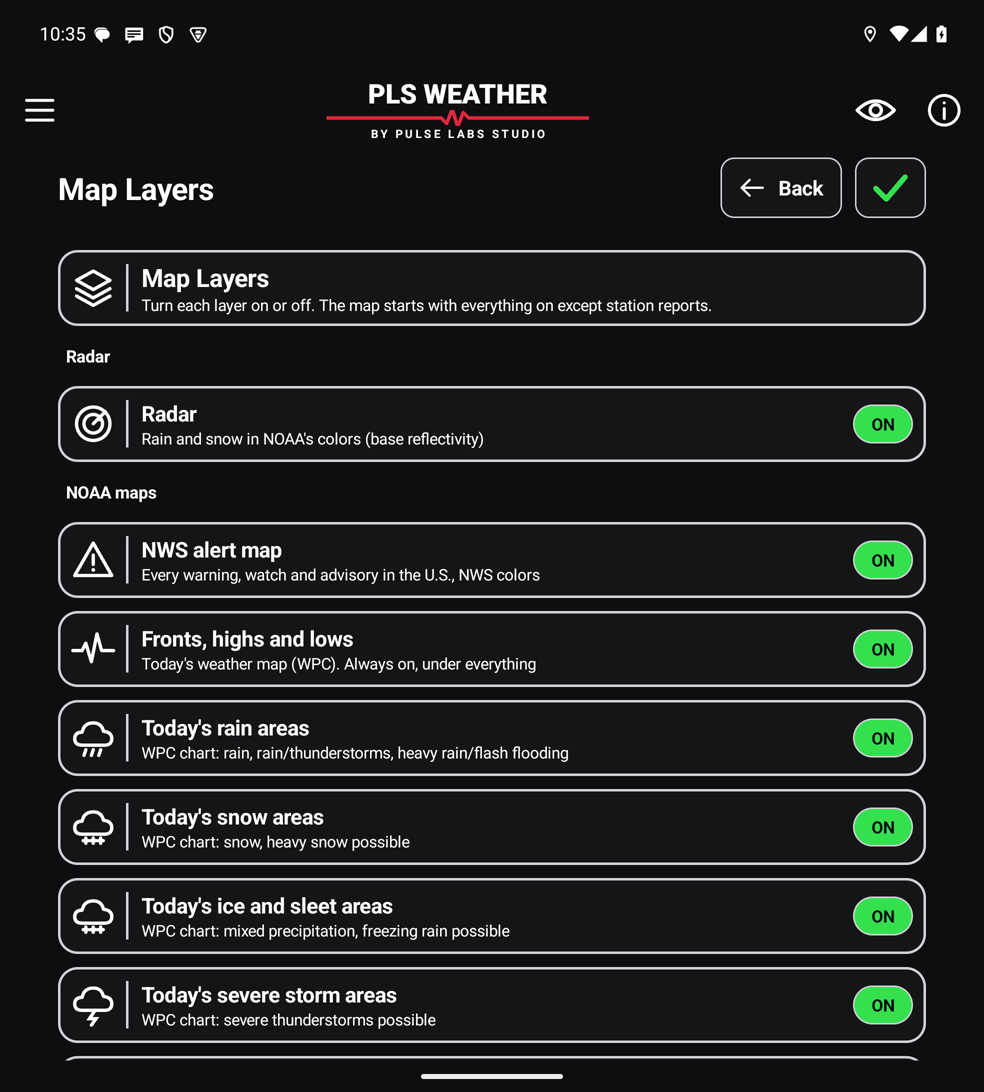 10:35
PLS WEATHER
BY PULSE LABS STUDIO
Map Layers
Back
Map Layers
Turn each layer on or off. The map starts with everything on except station reports.
Radar
Radar
Rain and snow in NOAA's colors (base reflectivity)
ON
NOAA maps
NWS alert map
Every warning, watch and advisory in the U.S., NWS colors
ON
Fronts, highs and lows
Today's weather map (WPC). Always on, under everything
ON
Today's rain areas
WPC chart: rain, rain/thunderstorms, heavy rain/flash flooding
ON
Today's snow areas
WPC chart: snow, heavy snow possible
ON
Today's ice and sleet areas
WPC chart: mixed precipitation, freezing rain possible
ON
Today's severe storm areas
WPC chart: severe thunderstorms possible
ON